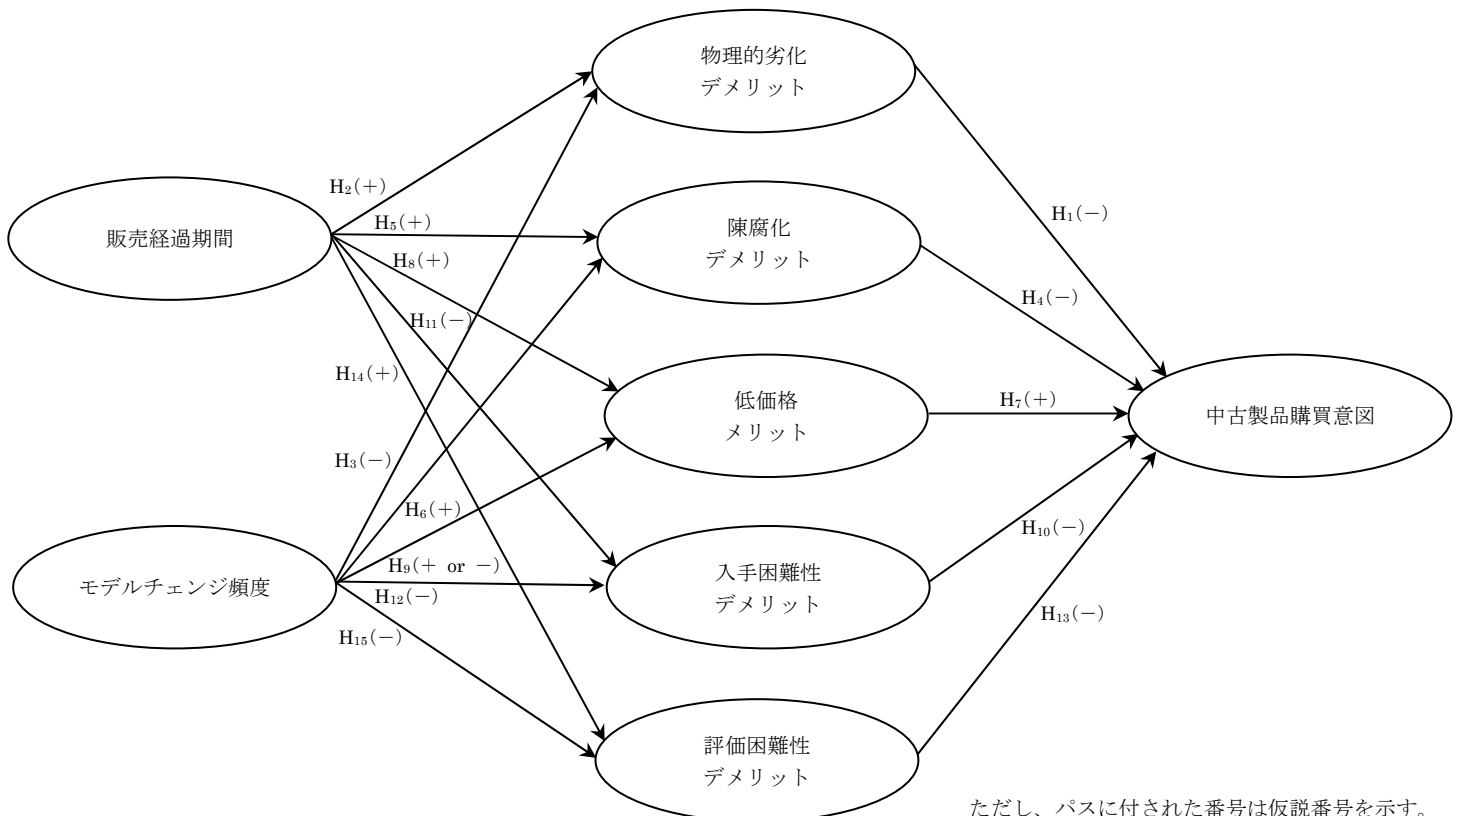 物理的劣化
デメリット
H₂(+)
H₅(+)
H₁(−)
販売経過期間
陳腐化
デメリット
H₈(+)
H₄(−)
H₁₁(−)
H₁₄(+)
低価格
メリット
H₇(+)
中古製品購買意図
H₃(−)
H₆(+)
H₁₀(−)
H₉(+ or −)
モデルチェンジ頻度
H₁₂(−)
入手困難性
デメリット
H₁₃(−)
H₁₅(−)
評価困難性
デメリット
ただし、パスに付された番号は仮説番号を示す。